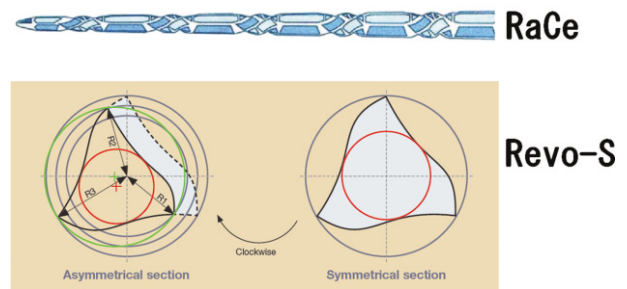 RaCe
Revo-S
R2
R3
R1
Clockwise
Asymmetrical section
Symmetrical section